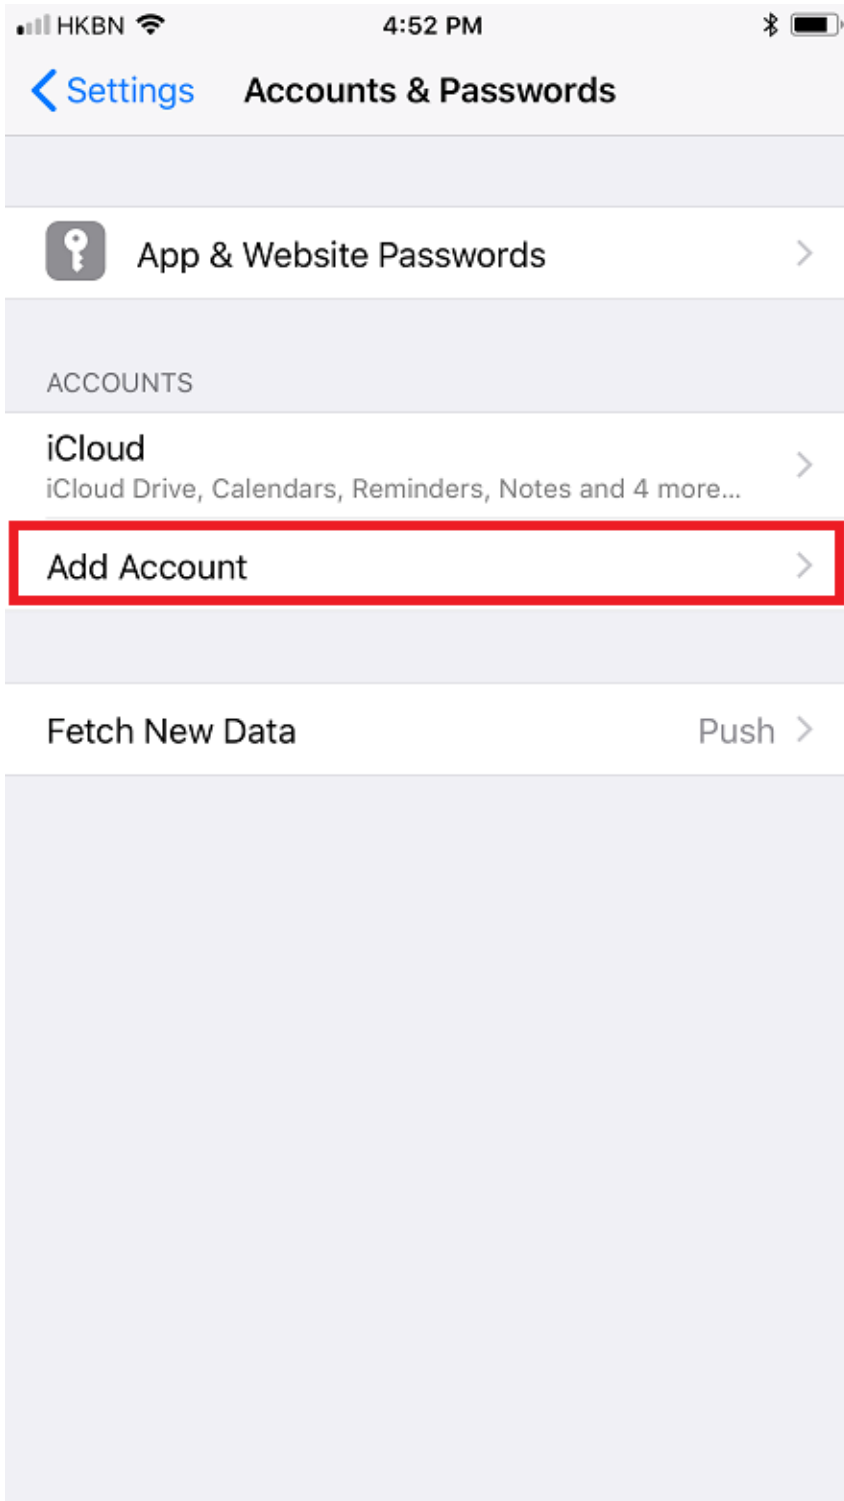 HKBN 4:52 PM
Settings Accounts & Passwords
App & Website Passwords
ACCOUNTS
iCloud
iCloud Drive, Calendars, Reminders, Notes and 4 more...
Add Account
Fetch New Data Push